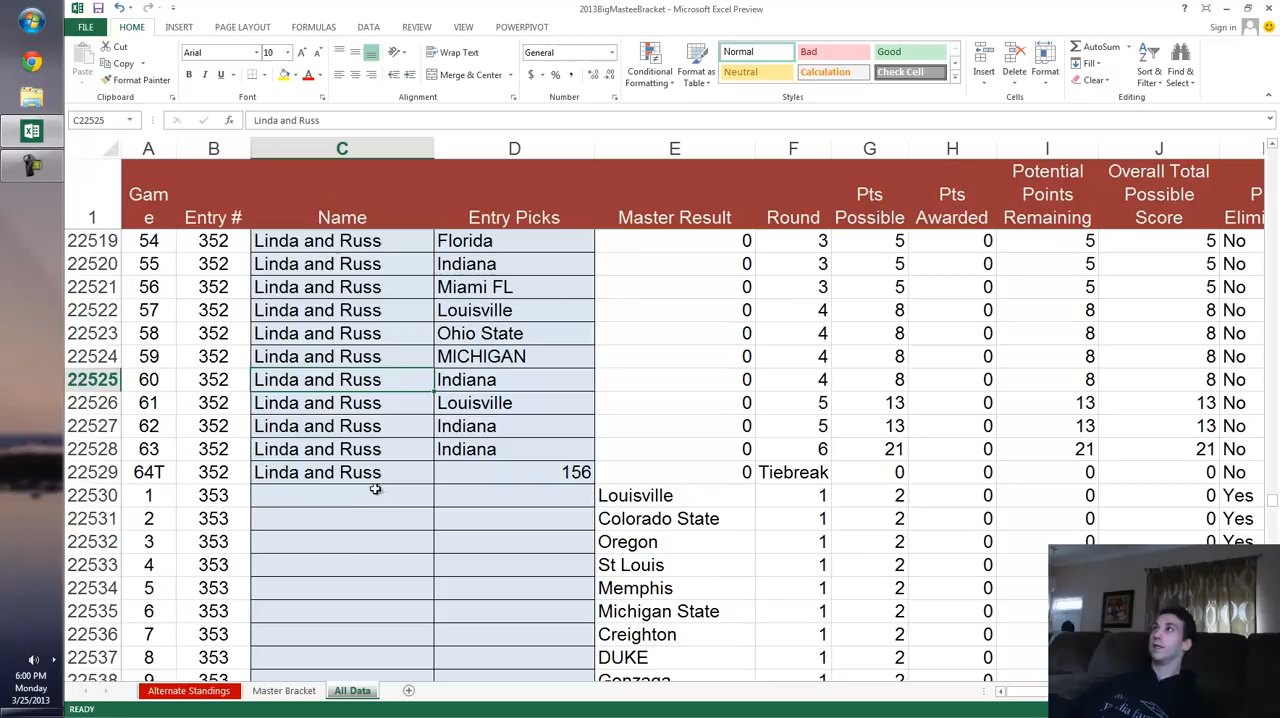 2013BigMasteeBracket - Microsoft Excel Preview
FILE HOME INSERT PAGE LAYOUT FORMULAS DATA REVIEW VIEW POWERPIVOT Sign in
Paste Cut Copy Format Painter Clipboard
Arial 10 B I U Font
Wrap Text Merge & Center Alignment
General $ % , Number
Conditional Formatting Format as Table Normal Bad Good Neutral Calculation Check Cell Styles
Insert Delete Format Cells
AutoSum Fill Clear Sort & Filter Find & Select Editing
C22525 fx Linda and Russ
A B C D E F G H I J
1 Game Entry # Name Entry Picks Master Result Round Pts Possible Pts Awarded Potential Points Remaining Overall Total Possible Score P Elimi
22519 54 352 Linda and Russ Florida 0 3 5 0 5 5 No
22520 55 352 Linda and Russ Indiana 0 3 5 0 5 5 No
22521 56 352 Linda and Russ Miami FL 0 3 5 0 5 5 No
22522 57 352 Linda and Russ Louisville 0 4 8 0 8 8 No
22523 58 352 Linda and Russ Ohio State 0 4 8 0 8 8 No
22524 59 352 Linda and Russ MICHIGAN 0 4 8 0 8 8 No
22525 60 352 Linda and Russ Indiana 0 4 8 0 8 8 No
22526 61 352 Linda and Russ Louisville 0 5 13 0 13 13 No
22527 62 352 Linda and Russ Indiana 0 5 13 0 13 13 No
22528 63 352 Linda and Russ Indiana 0 6 21 0 21 21 No
22529 64T 352 Linda and Russ 156 0 Tiebreak 0 0 0 0 No
22530 1 353 Louisville 1 2 0 0 0 Yes
22531 2 353 Colorado State 1 2 0 0 0 Yes
22532 3 353 Oregon 1 2 0 0 0 Yes
22533 4 353 St Louis 1 2 0
22534 5 353 Memphis 1 2 0
22535 6 353 Michigan State 1 2 0
22536 7 353 Creighton 1 2 0
22537 8 353 DUKE 1 2 0
22538 9 353 Gonzaga
Alternate Standings Master Bracket All Data
READY
6:00 PM
Monday
3/25/2013